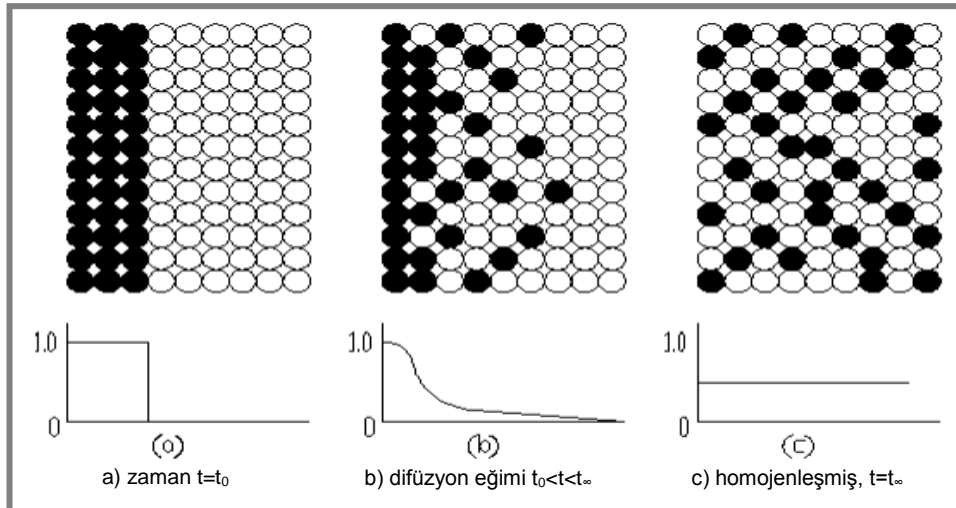 1.0
0
(a)
a) zaman t=t₀
1.0
0
(b)
b) difüzyon eğimi t₀<t<t∞
1.0
0
(c)
c) homojenleşmiş, t=t∞